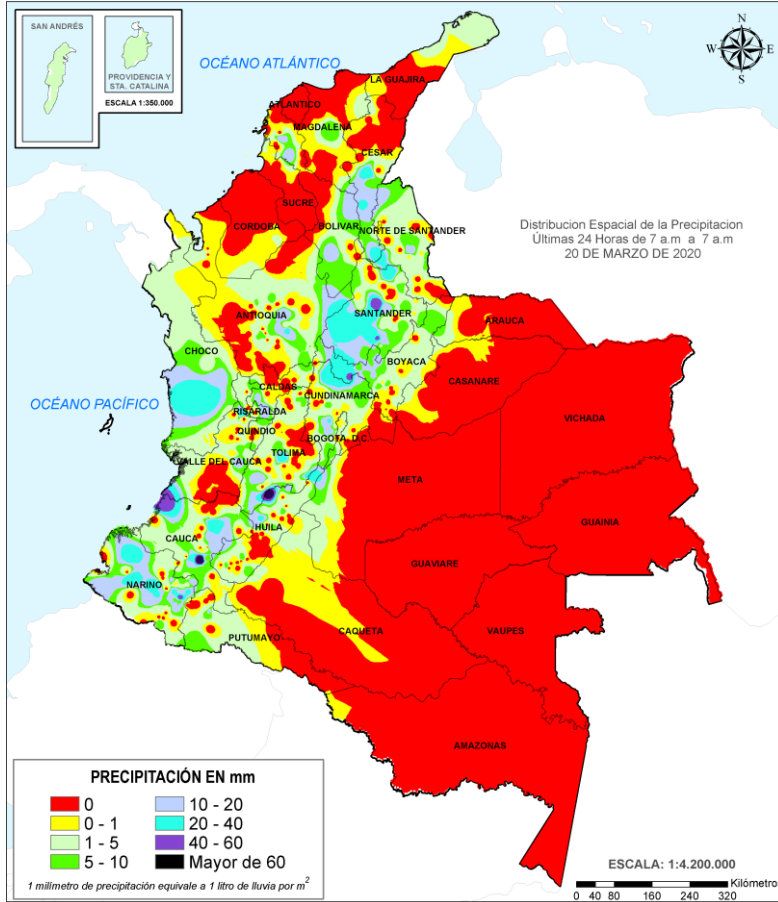 SAN ANDRÉS
PROVIDENCIA Y
STA. CATALINA
ESCALA 1:350.000
OCÉANO ATLÁNTICO
N
W
E
S
LA GUAJIRA
ATLANTICO
MAGDALENA
CESAR
SUCRE
CORDOBA
BOLIVAR
NORTE DE SANTANDER
Distribucion Espacial de la Precipitacion
Últimas 24 Horas de 7 a.m a 7 a.m
20 DE MARZO DE 2020
ANTIOQUIA
SANTANDER
ARAUCA
CHOCO
BOYACA
CASANARE
CALDAS
CUNDINAMARCA
OCÉANO PACÍFICO
RISARALDA
VICHADA
QUINDIO
BOGOTA, D.C.
TOLIMA
VALLE DEL CAUCA
META
GUAINIA
HUILA
CAUCA
GUAVIARE
NARIÑO
VAUPES
CAQUETA
PUTUMAYO
AMAZONAS
PRECIPITACIÓN EN mm
0
10 - 20
0 - 1
20 - 40
1 - 5
40 - 60
5 - 10
Mayor de 60
1 milímetro de precipitación equivale a 1 litro de lluvia por m²
ESCALA: 1:4.200.000
Kilómetro
0 40 80 160 240 320